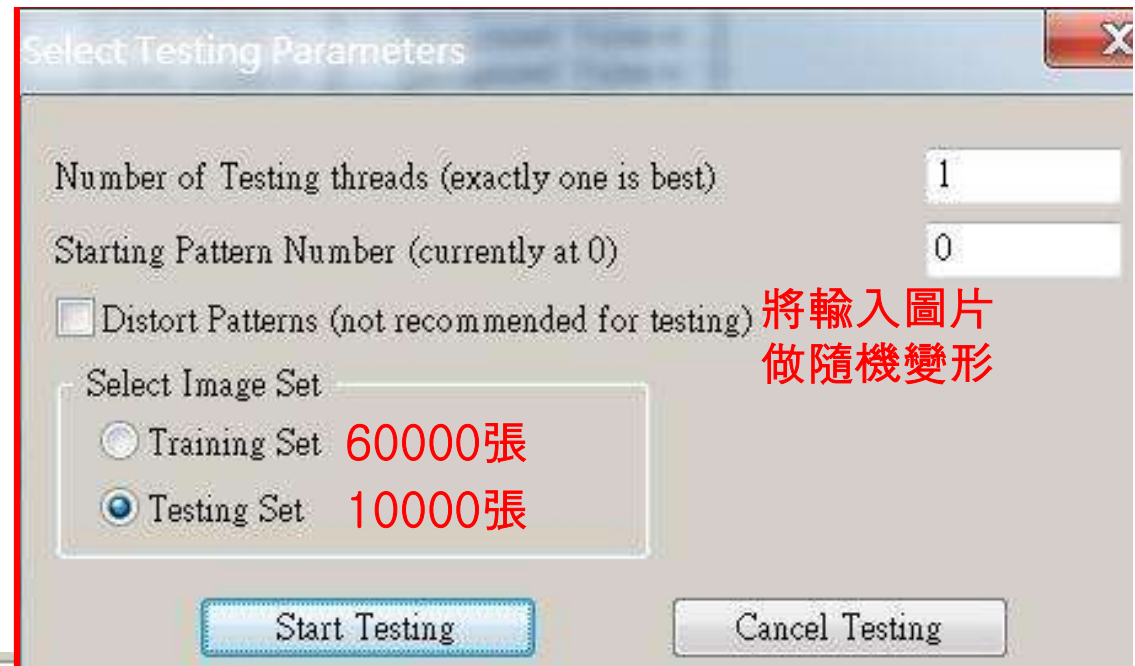 Select Testing Parameters
Number of Testing threads (exactly one is best) 1
Starting Pattern Number (currently at 0) 0
Distort Patterns (not recommended for testing) 將輸入圖片
做隨機變形
Select Image Set
Training Set 60000張
Testing Set 10000張
Start Testing Cancel Testing